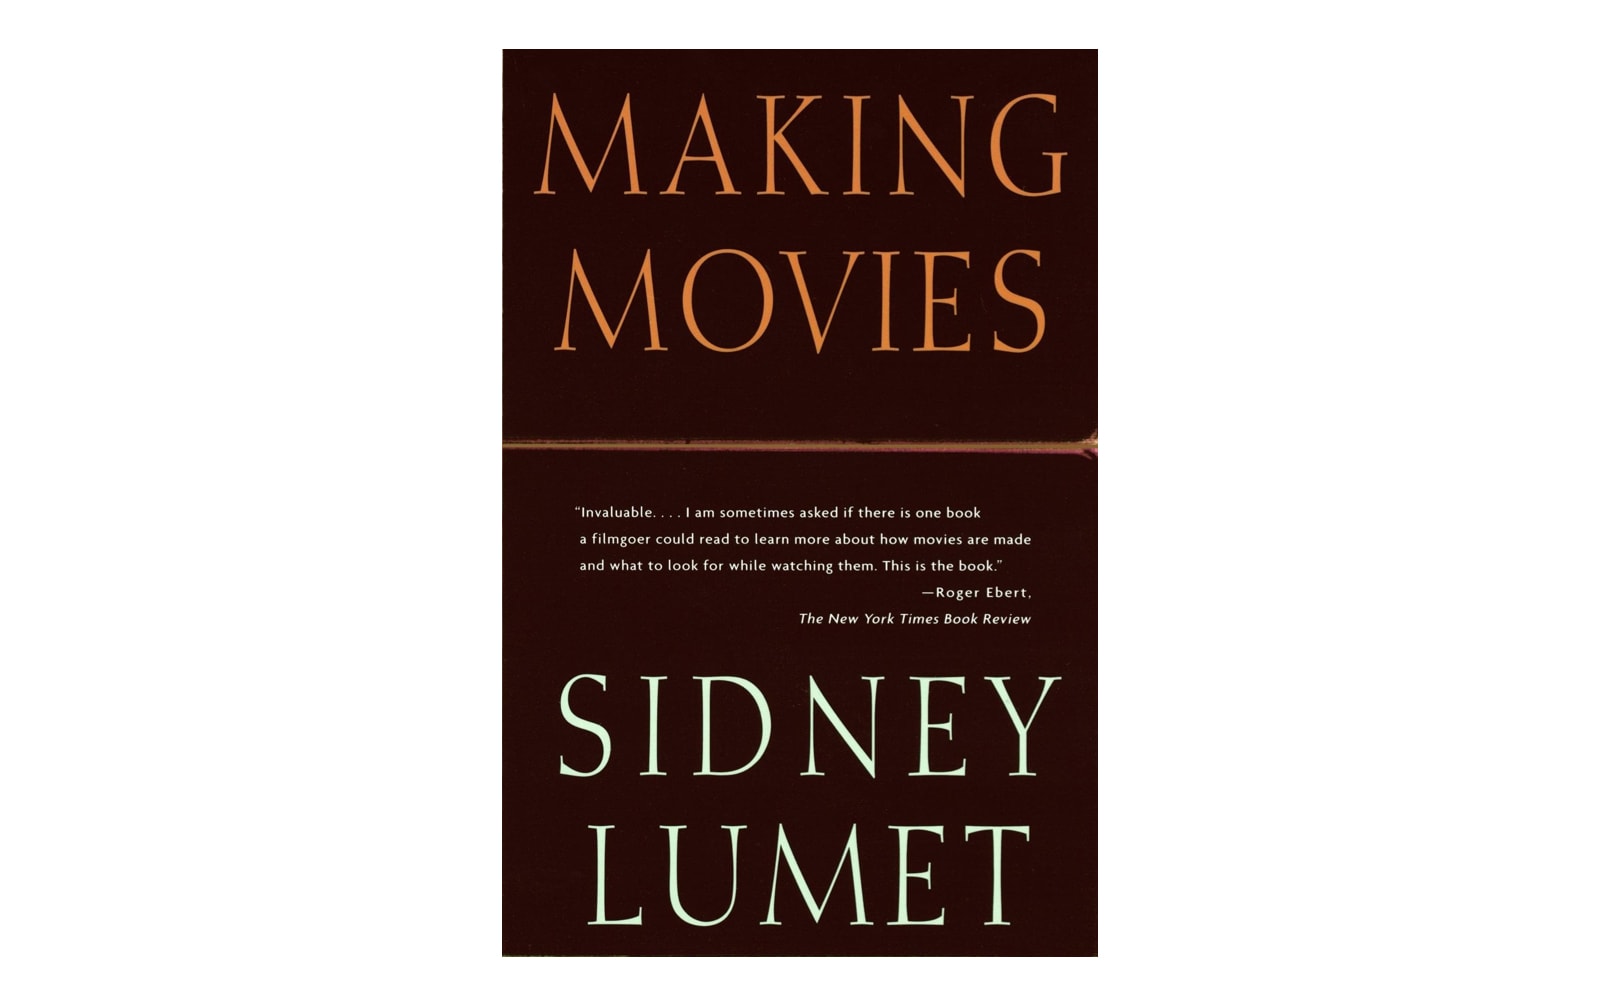 MAKING
MOVIES
“Invaluable. . . . I am sometimes asked if there is one book
a filmgoer could read to learn more about how movies are made
and what to look for while watching them. This is the book.”
—Roger Ebert,
The New York Times Book Review
SIDNEY
LUMET